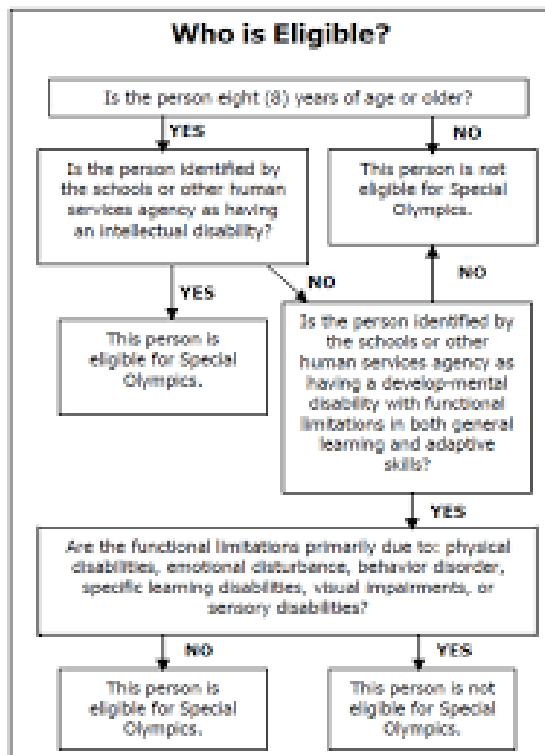 Who is Eligible?
Is the person eight (8) years of age or older?
YES
NO
Is the person identified by
the schools or other human
services agency as having
an intellectual disability?
This person is not
eligible for Special
Olympics.
YES
NO
NO
This person is
eligible for Special
Olympics.
Is the person identified by
the schools or other
human services agency as
having a develop-mental
disability with functional
limitations in both general
learning and adaptive
skills?
YES
Are the functional limitations primarily due to: physical
disabilities, emotional disturbance, behavior disorder,
specific learning disabilities, visual impairments, or
sensory disabilities?
NO
YES
This person is
eligible for Special
Olympics.
This person is not
eligible for Special
Olympics.